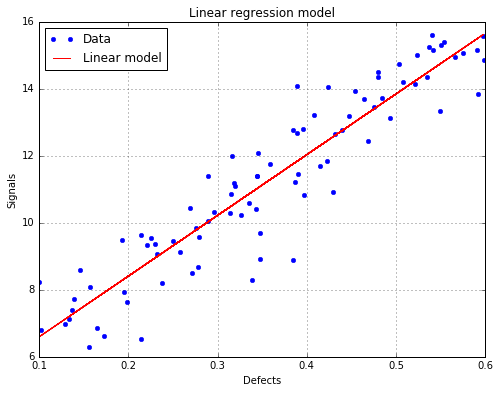 Linear regression model
16
Data
Linear model
14
12
Signals
10
8
6
0.1 0.2 0.3 0.4 0.5 0.6
Defects